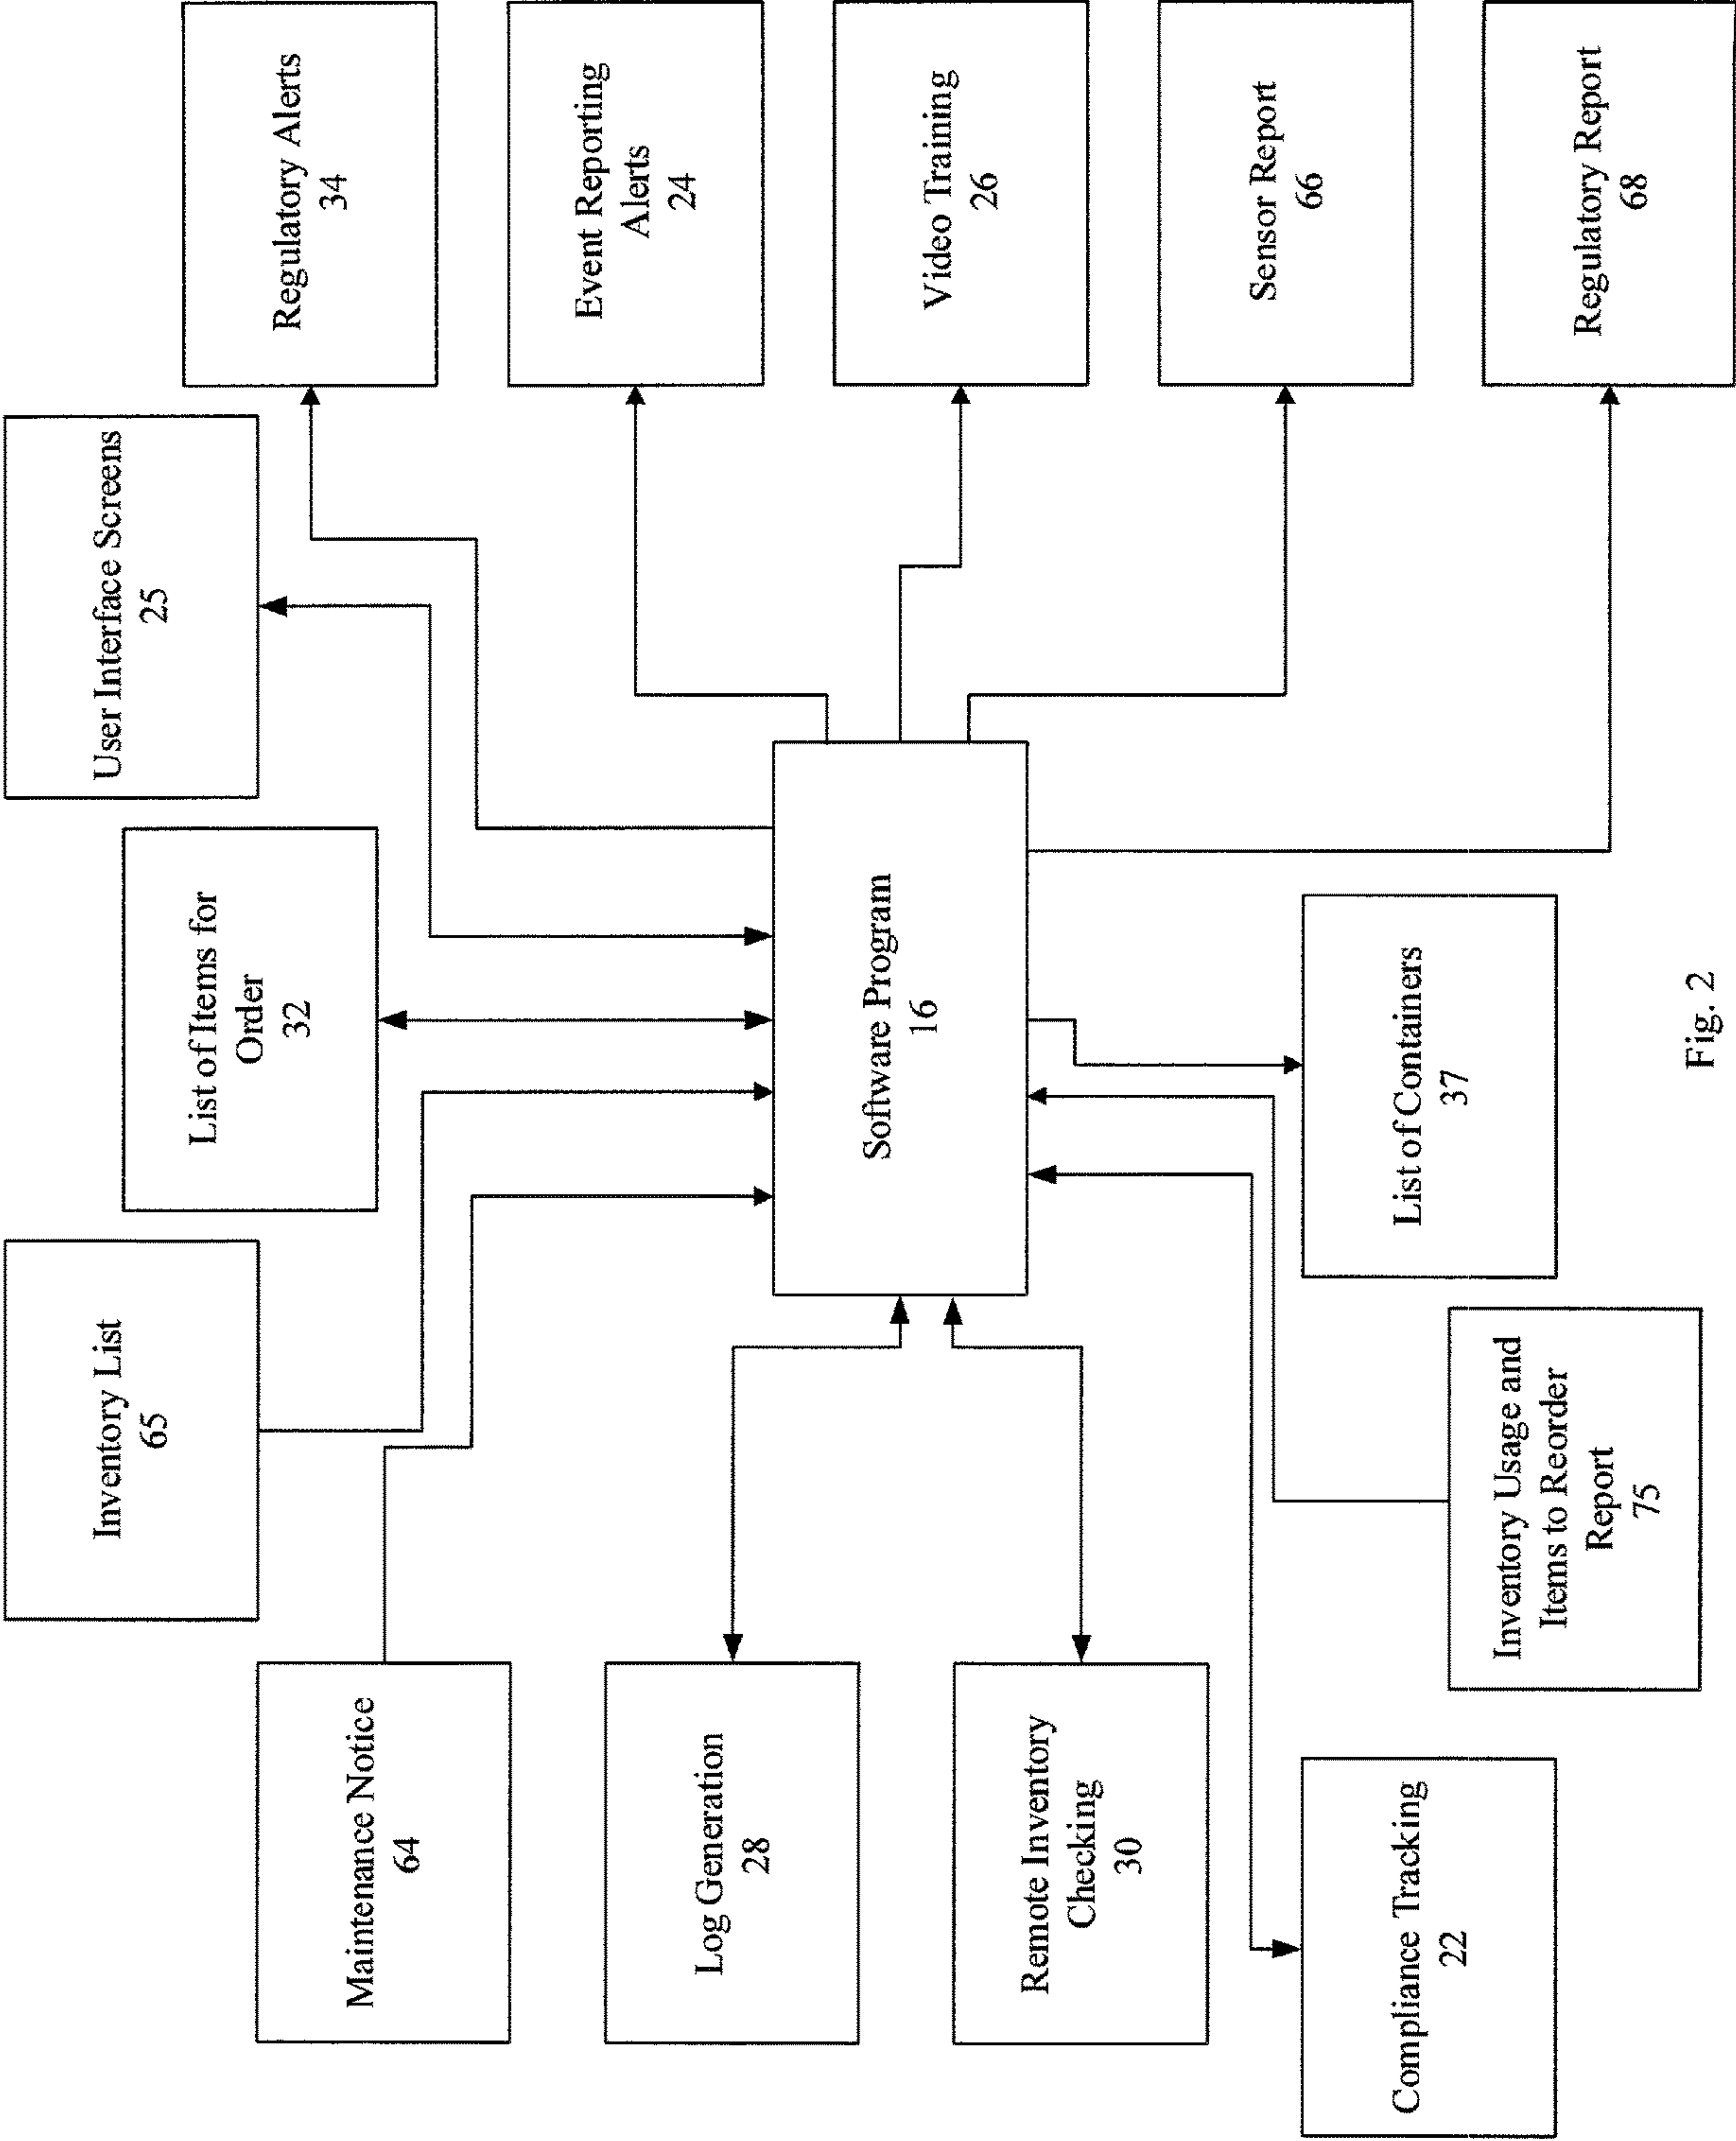 Inventory List
65
List of Items for
Order
32
User Interface Screens
25
Maintenance Notice
64
Regulatory Alerts
34
Log Generation
28
Event Reporting
Alerts
24
Software Program
16
Video Training
26
Remote Inventory
Checking
30
Sensor Report
66
Compliance Tracking
22
Inventory Usage and
Items to Reorder
Report
75
List of Containers
37
Regulatory Report
68
Fig. 2